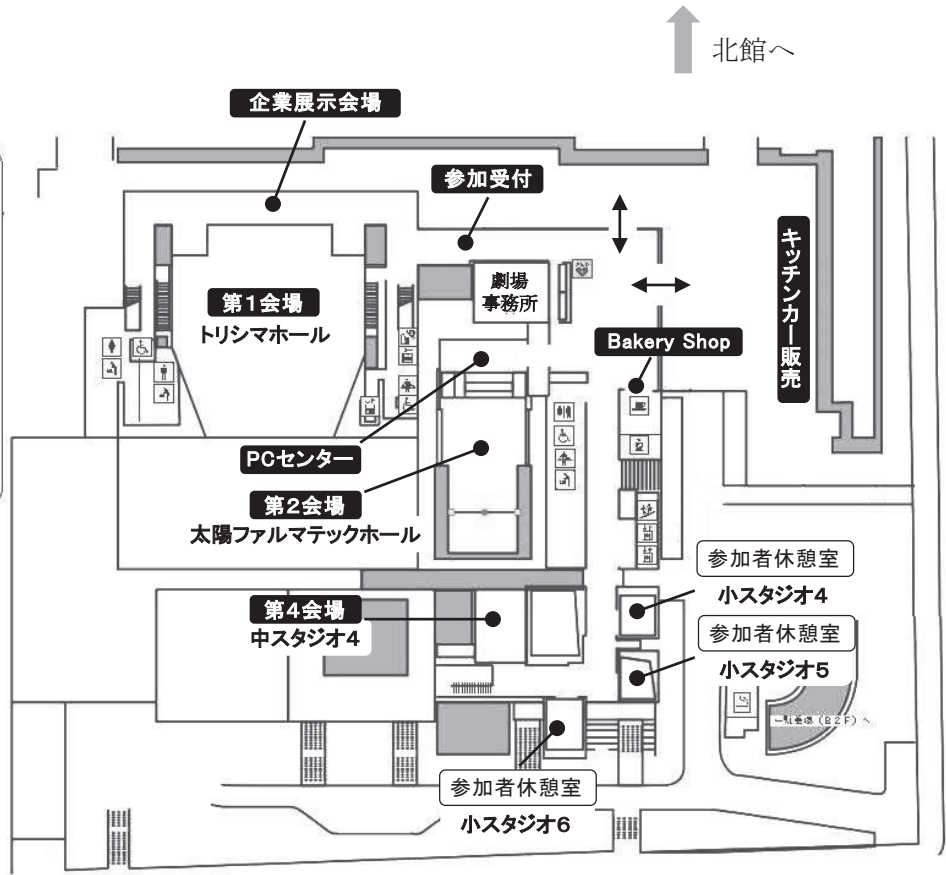 北館へ
企業展示会場
参加受付
キッチンカー販売
劇場
事務所
第1会場
トリシマホール
Bakery Shop
PCセンター
第2会場
太陽ファルマテックホール
参加者休憩室
小スタジオ4
第4会場
中スタジオ4
参加者休憩室
小スタジオ5
駐車場(B2F)へ
参加者休憩室
小スタジオ6